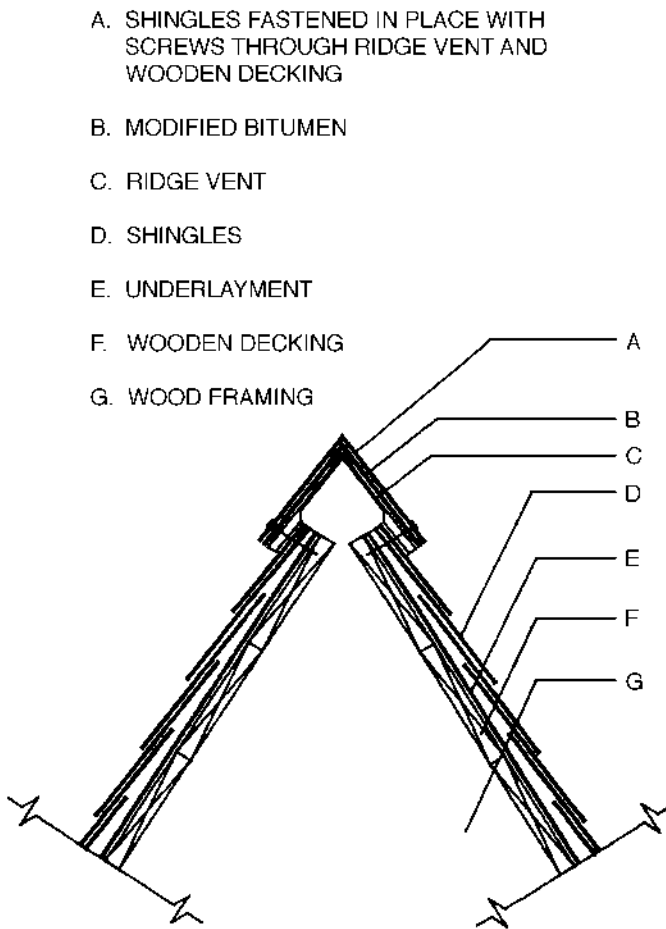 A. SHINGLES FASTENED IN PLACE WITH
SCREWS THROUGH RIDGE VENT AND
WOODEN DECKING
B. MODIFIED BITUMEN
C. RIDGE VENT
D. SHINGLES
E. UNDERLAYMENT
F. WOODEN DECKING
G. WOOD FRAMING
A
B
C
D
E
F
G